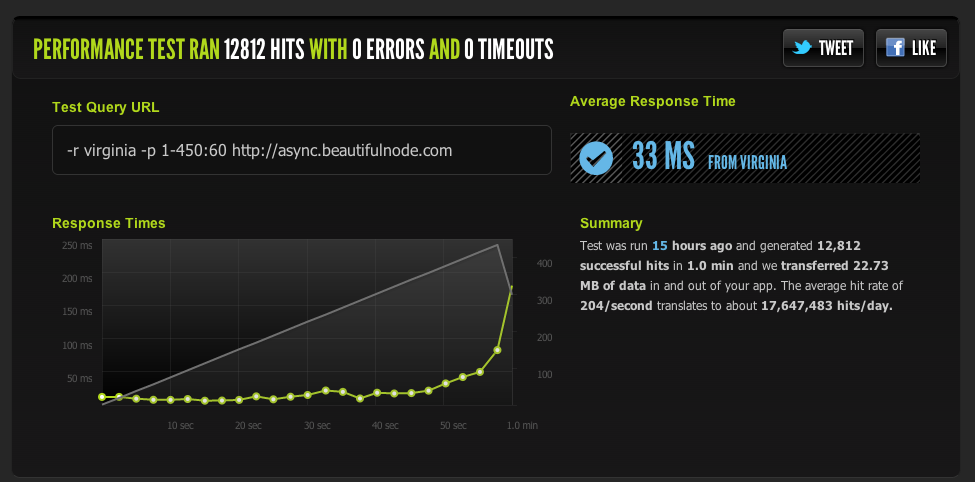 PERFORMANCE TEST RAN 12812 HITS WITH 0 ERRORS AND 0 TIMEOUTS
TWEET
LIKE
Test Query URL
-r virginia -p 1-450:60 http://async.beautifulnode.com
Average Response Time
33 MS FROM VIRGINIA
Response Times
250 ms
200 ms
150 ms
100 ms
50 ms
400
300
200
100
10 sec
20 sec
30 sec
40 sec
50 sec
1.0 min
Summary
Test was run 15 hours ago and generated 12,812
successful hits in 1.0 min and we transferred 22.73
MB of data in and out of your app. The average hit rate of
204/second translates to about 17,647,483 hits/day.